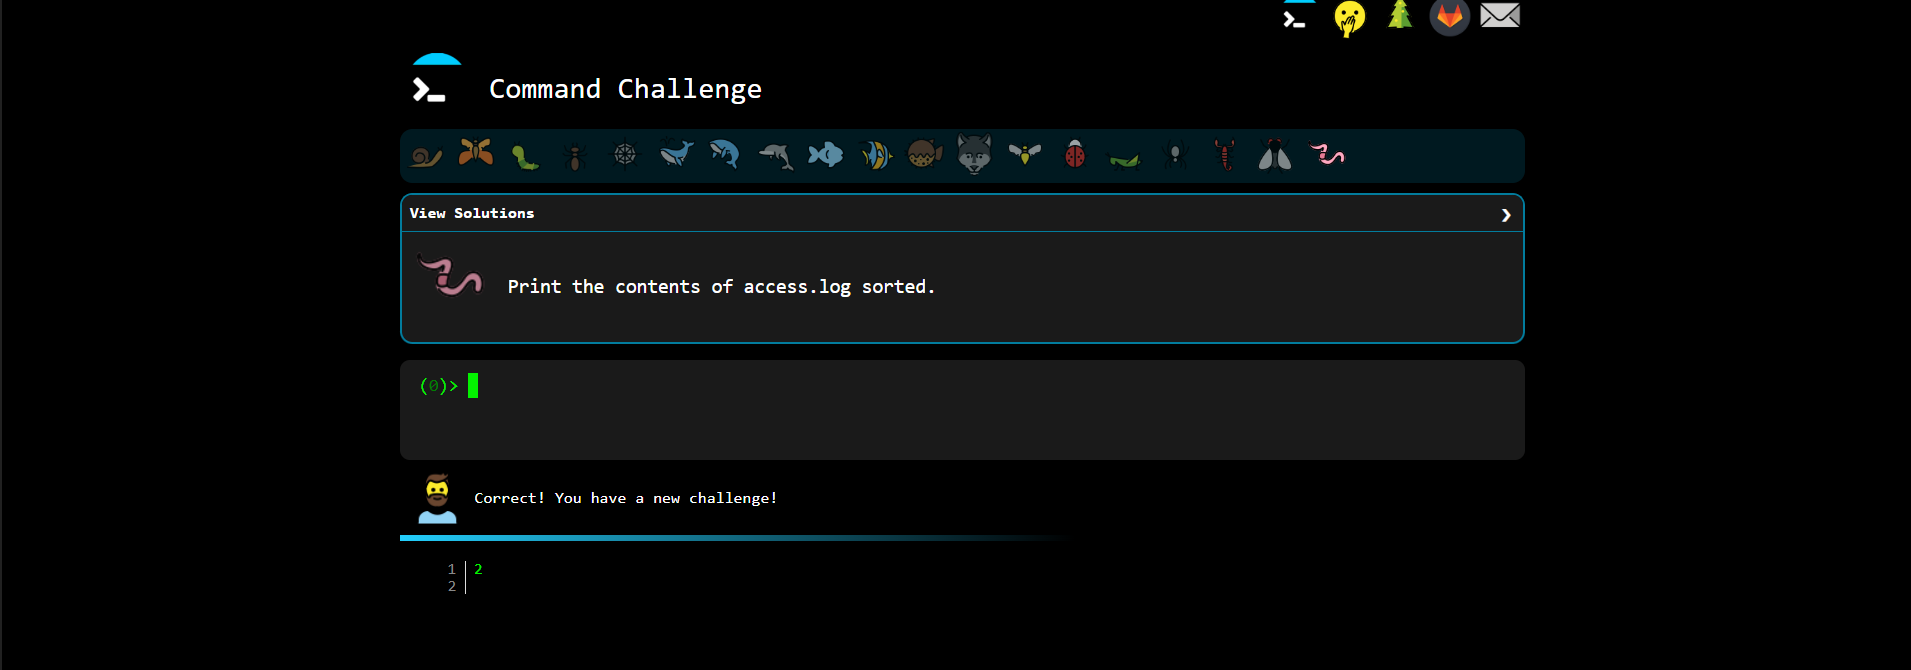 Command Challenge
View Solutions
Print the contents of access.log sorted.
(0)>
Correct! You have a new challenge!
1 2
2